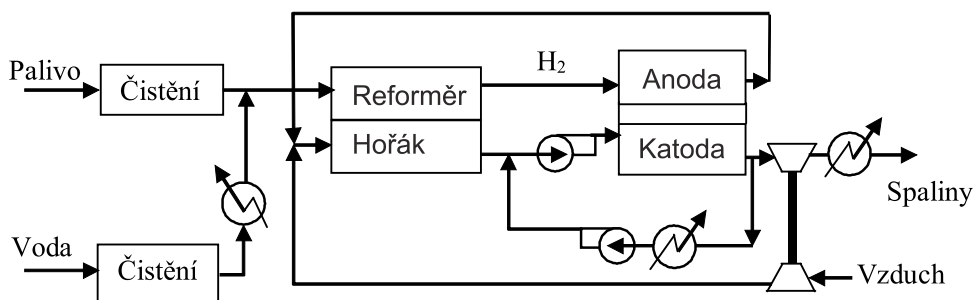 Palivo
Čistění
Voda
Čistění
Reforměr
Hořák
H2
Anoda
Katoda
Spaliny
Vzduch